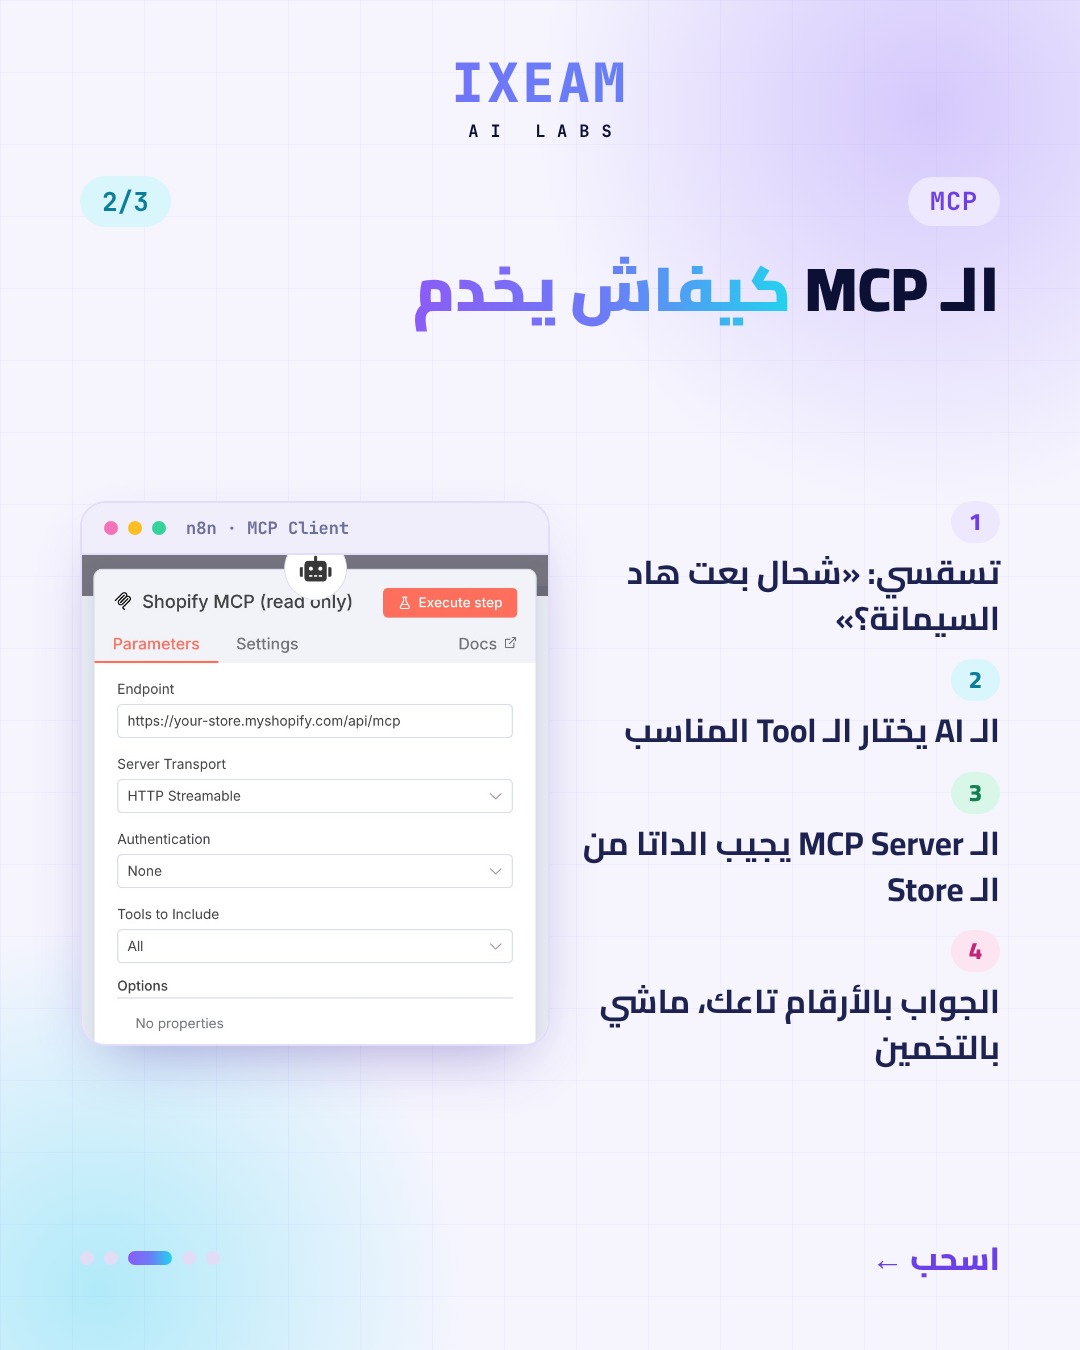 IXEAM
AI LABS
MCP
2/3
الـ MCP كيفاش يخدم
1
تسقسي: «شحال بعت هاد
السيمانة؟»
2
الـ AI يختار الـ Tool المناسب
3
الـ MCP Server يجيب الداتا من
الـ Store
4
الجواب بالأرقام تاعك، ماشي
بالتخمين
n8n · MCP Client
Shopify MCP (read only)
Execute step
Parameters
Settings
Docs
Endpoint
https://your-store.myshopify.com/api/mcp
Server Transport
HTTP Streamable
Authentication
None
Tools to Include
All
Options
No properties
اسحب ←